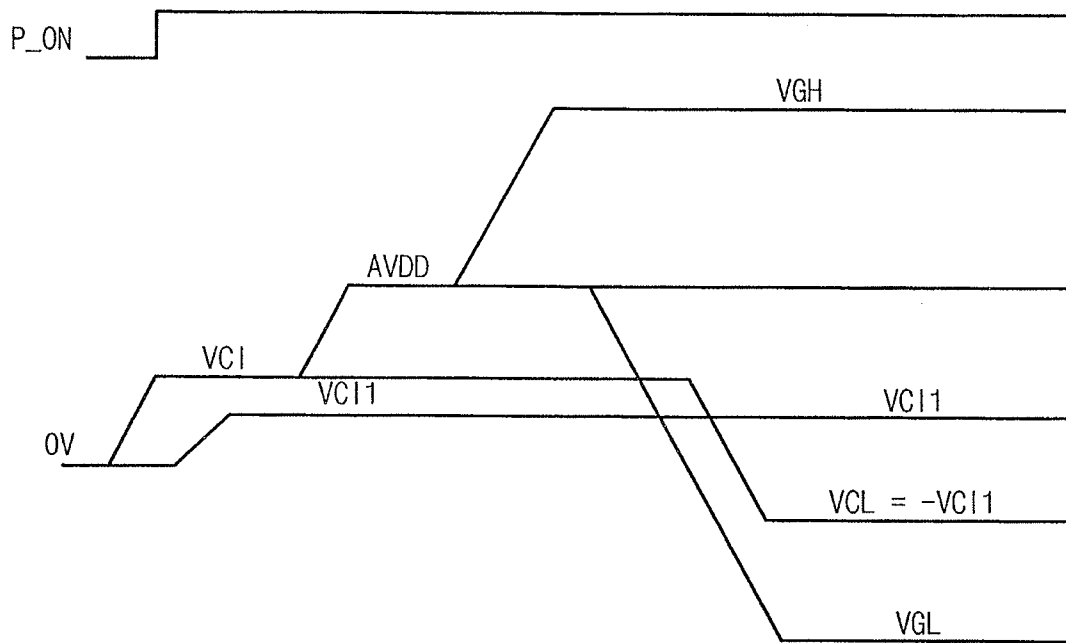 P_ON
VGH
AVDD
VCI
VCI1
VCI1
0V
VCL = -VCI1
VGL